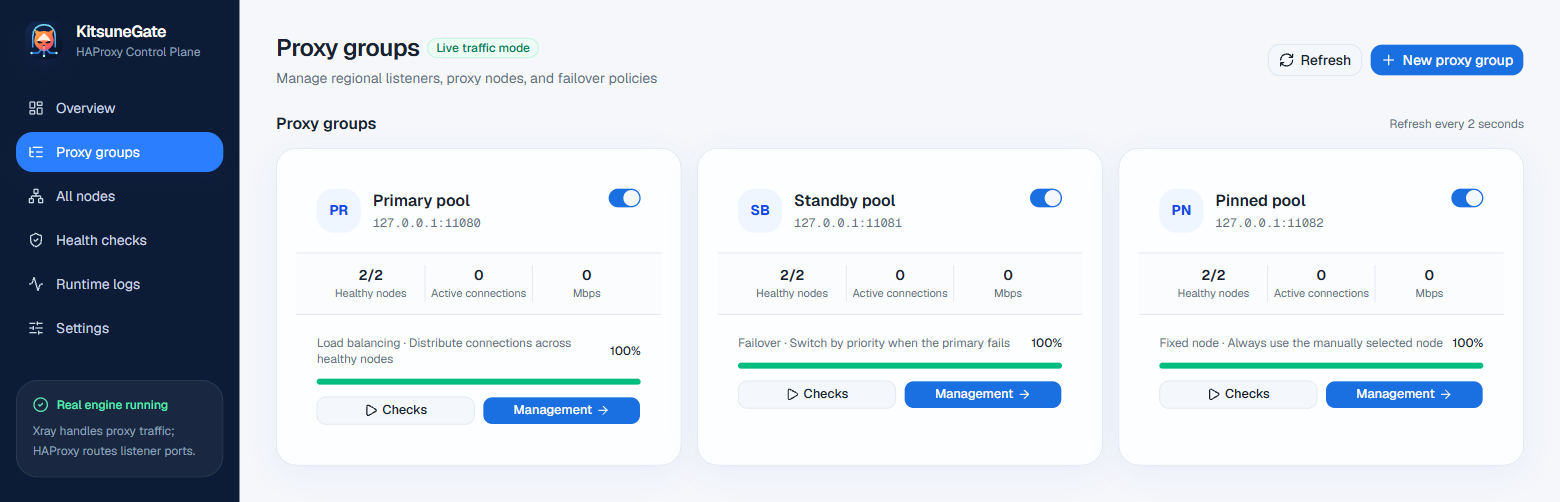 KitsuneGate
HAProxy Control Plane
Overview
Proxy groups
All nodes
Health checks
Runtime logs
Settings
Real engine running
Xray handles proxy traffic;
HAProxy routes listener ports.
Proxy groups
Live traffic mode
Manage regional listeners, proxy nodes, and failover policies
Refresh
New proxy group
Proxy groups
Refresh every 2 seconds
PR
Primary pool
127.0.0.1:11080
2/2
Healthy nodes
0
Active connections
0
Mbps
Load balancing · Distribute connections across
healthy nodes
100%
Checks
Management →
SB
Standby pool
127.0.0.1:11081
2/2
Healthy nodes
0
Active connections
0
Mbps
Failover · Switch by priority when the primary fails
100%
Checks
Management →
PN
Pinned pool
127.0.0.1:11082
2/2
Healthy nodes
0
Active connections
0
Mbps
Fixed node · Always use the manually selected node
100%
Checks
Management →